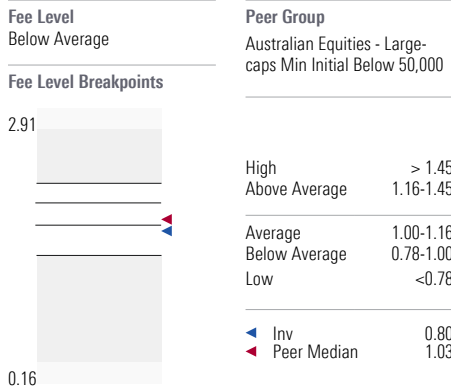 Fee Level
Below Average
Fee Level Breakpoints
2.91
0.16
Peer Group
Australian Equities - Large-
caps Min Initial Below 50,000
High > 1.45
Above Average 1.16-1.45
Average 1.00-1.16
Below Average 0.78-1.00
Low <0.78
Inv 0.80
Peer Median 1.03